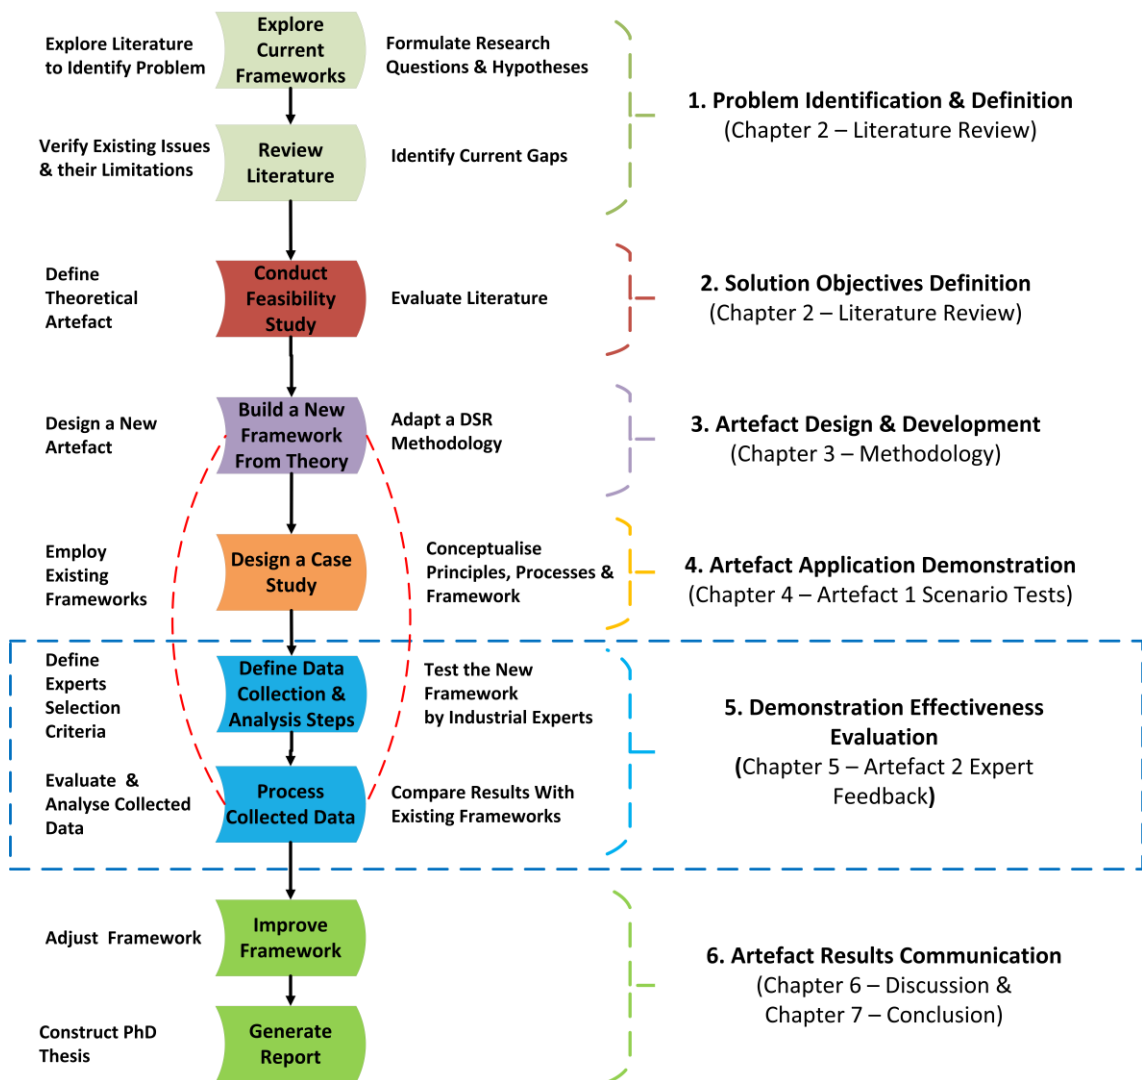 Explore Literature
to Identify Problem
Explore
Current
Frameworks
Formulate Research
Questions & Hypotheses
1. Problem Identification & Definition
(Chapter 2 – Literature Review)
Verify Existing Issues
& their Limitations
Review
Literature
Identify Current Gaps
Define
Theoretical
Artefact
Conduct
Feasibility
Study
Evaluate Literature
2. Solution Objectives Definition
(Chapter 2 – Literature Review)
Design a New
Artefact
Build a New
Framework
From Theory
Adapt a DSR
Methodology
3. Artefact Design & Development
(Chapter 3 – Methodology)
Employ
Existing
Frameworks
Design a Case
Study
Conceptualise
Principles, Processes &
Framework
4. Artefact Application Demonstration
(Chapter 4 – Artefact 1 Scenario Tests)
Define
Experts
Selection
Criteria
Define Data
Collection &
Analysis Steps
Test the New
Framework
by Industrial Experts
5. Demonstration Effectiveness
Evaluation
(Chapter 5 – Artefact 2 Expert
Feedback)
Evaluate &
Analyse Collected
Data
Process
Collected Data
Compare Results With
Existing Frameworks
Adjust Framework
Improve
Framework
6. Artefact Results Communication
(Chapter 6 – Discussion &
Chapter 7 – Conclusion)
Construct PhD
Thesis
Generate
Report